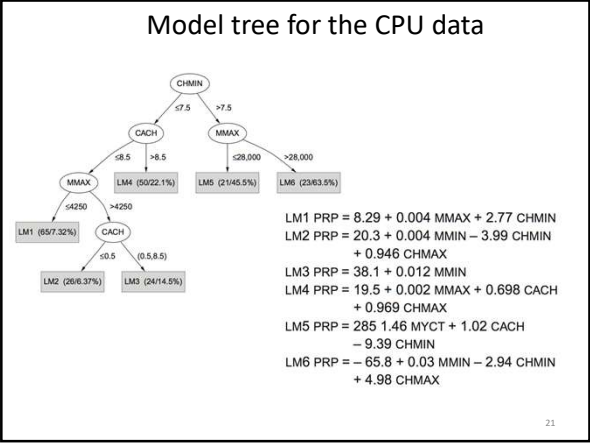 Model tree for the CPU data
CHMIN
≤7.5 >7.5
CACH MMAX
≤8.5 >8.5 ≤28,000 >28,000
MMAX LM4 (50/22.1%) LM5 (21/45.5%) LM6 (23/63.5%)
≤4250 >4250
LM1 (65/7.32%) CACH
≤0.5 (0.5,8.5)
LM2 (26/6.37%) LM3 (24/14.5%)
LM1 PRP = 8.29 + 0.004 MMAX + 2.77 CHMIN
LM2 PRP = 20.3 + 0.004 MMIN – 3.99 CHMIN
+ 0.946 CHMAX
LM3 PRP = 38.1 + 0.012 MMIN
LM4 PRP = 19.5 + 0.002 MMAX + 0.698 CACH
+ 0.969 CHMAX
LM5 PRP = 285 1.46 MYCT + 1.02 CACH
– 9.39 CHMIN
LM6 PRP = – 65.8 + 0.03 MMIN – 2.94 CHMIN
+ 4.98 CHMAX
21